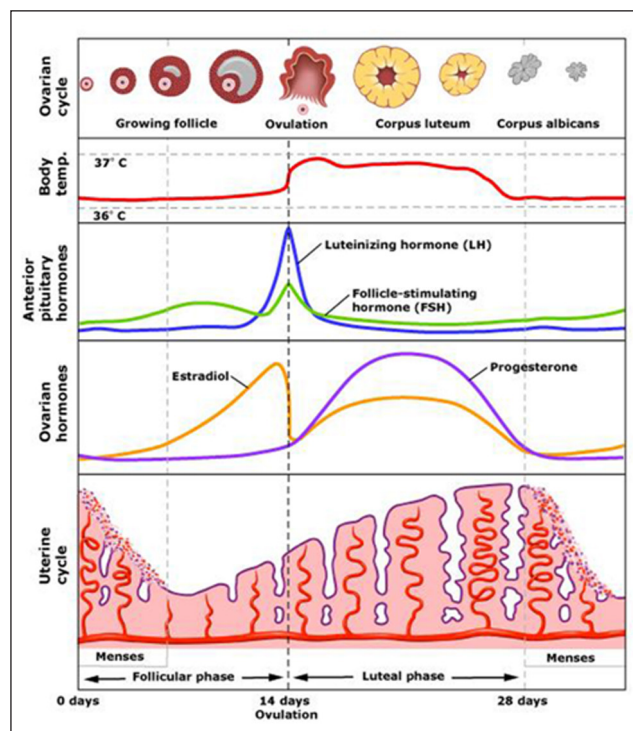 Ovarian
cycle
Growing follicle
Ovulation
Corpus luteum
Corpus albicans
Body
temp.
37° C
36° C
Anterior
pituitary
hormones
Luteinizing hormone (LH)
Follicle-stimulating
hormone (FSH)
Ovarian
hormones
Estradiol
Progesterone
Uterine
cycle
Menses
Menses
Follicular phase
Luteal phase
0 days
14 days
Ovulation
28 days